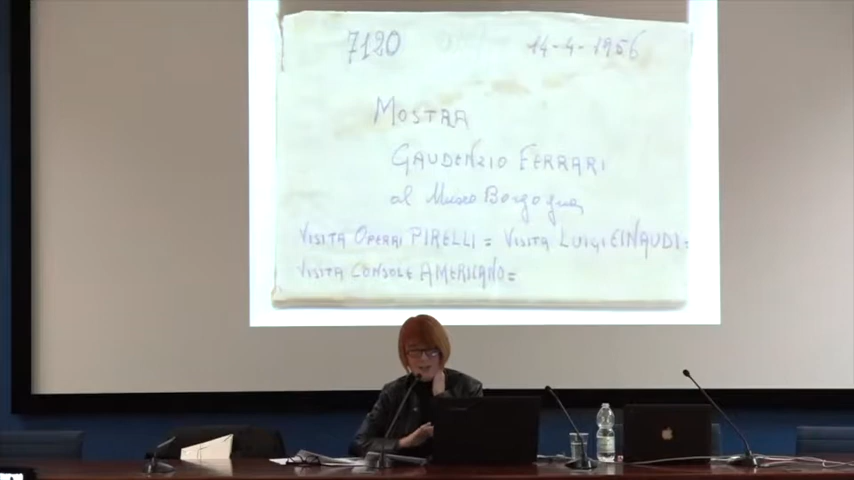 7120 14-4-1956
MOSTRA
GAUDENZIO FERRARI
al Museo Borgogna
VISITA OPERAI PIRELLI = VISITA LUIGI EINAUDI =
VISITA CONSOLE AMERICANO =